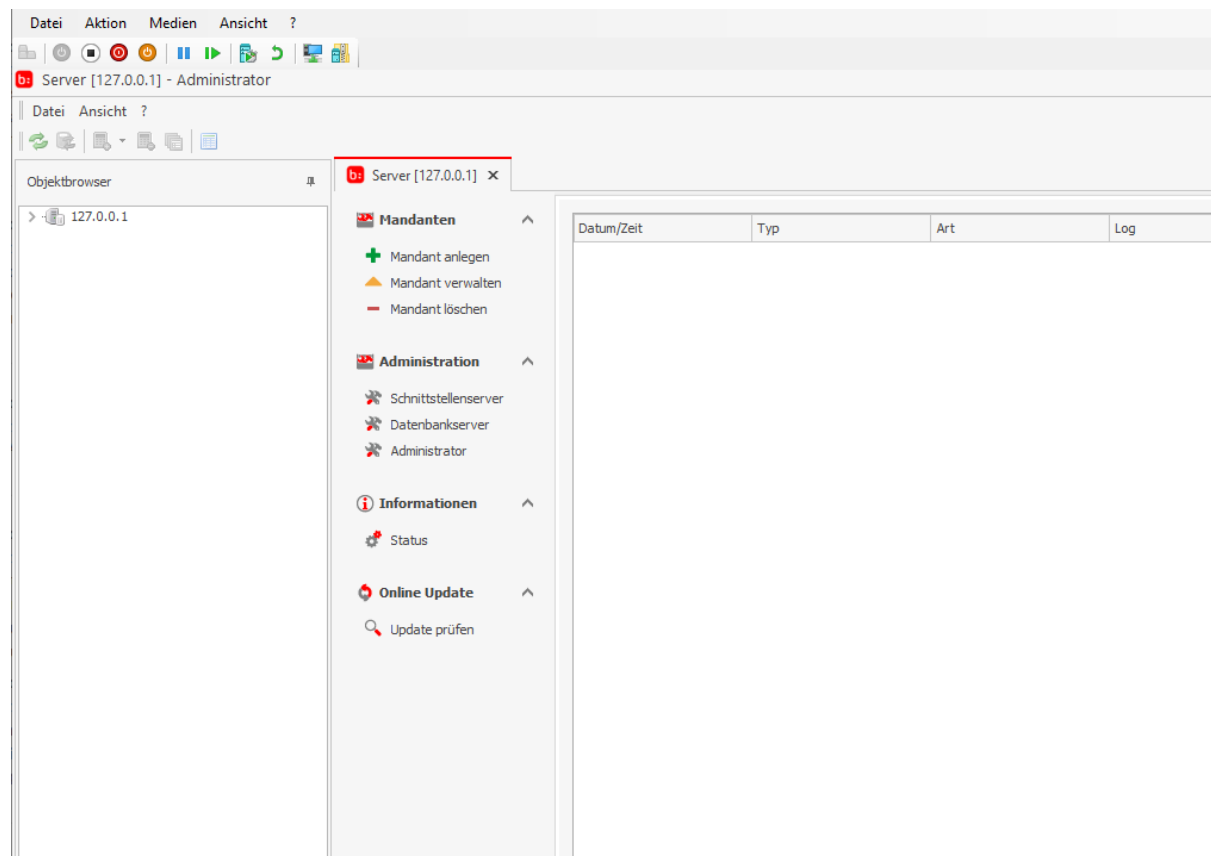 Datei Aktion Medien Ansicht ?
b: Server [127.0.0.1] - Administrator
Datei Ansicht ?
Objektbrowser
b: Server [127.0.0.1]
127.0.0.1
Mandanten
Mandant anlegen
Mandant verwalten
Mandant löschen
Administration
Schnittstellenserver
Datenbankserver
Administrator
Informationen
Status
Online Update
Update prüfen
Datum/Zeit Typ Art Log